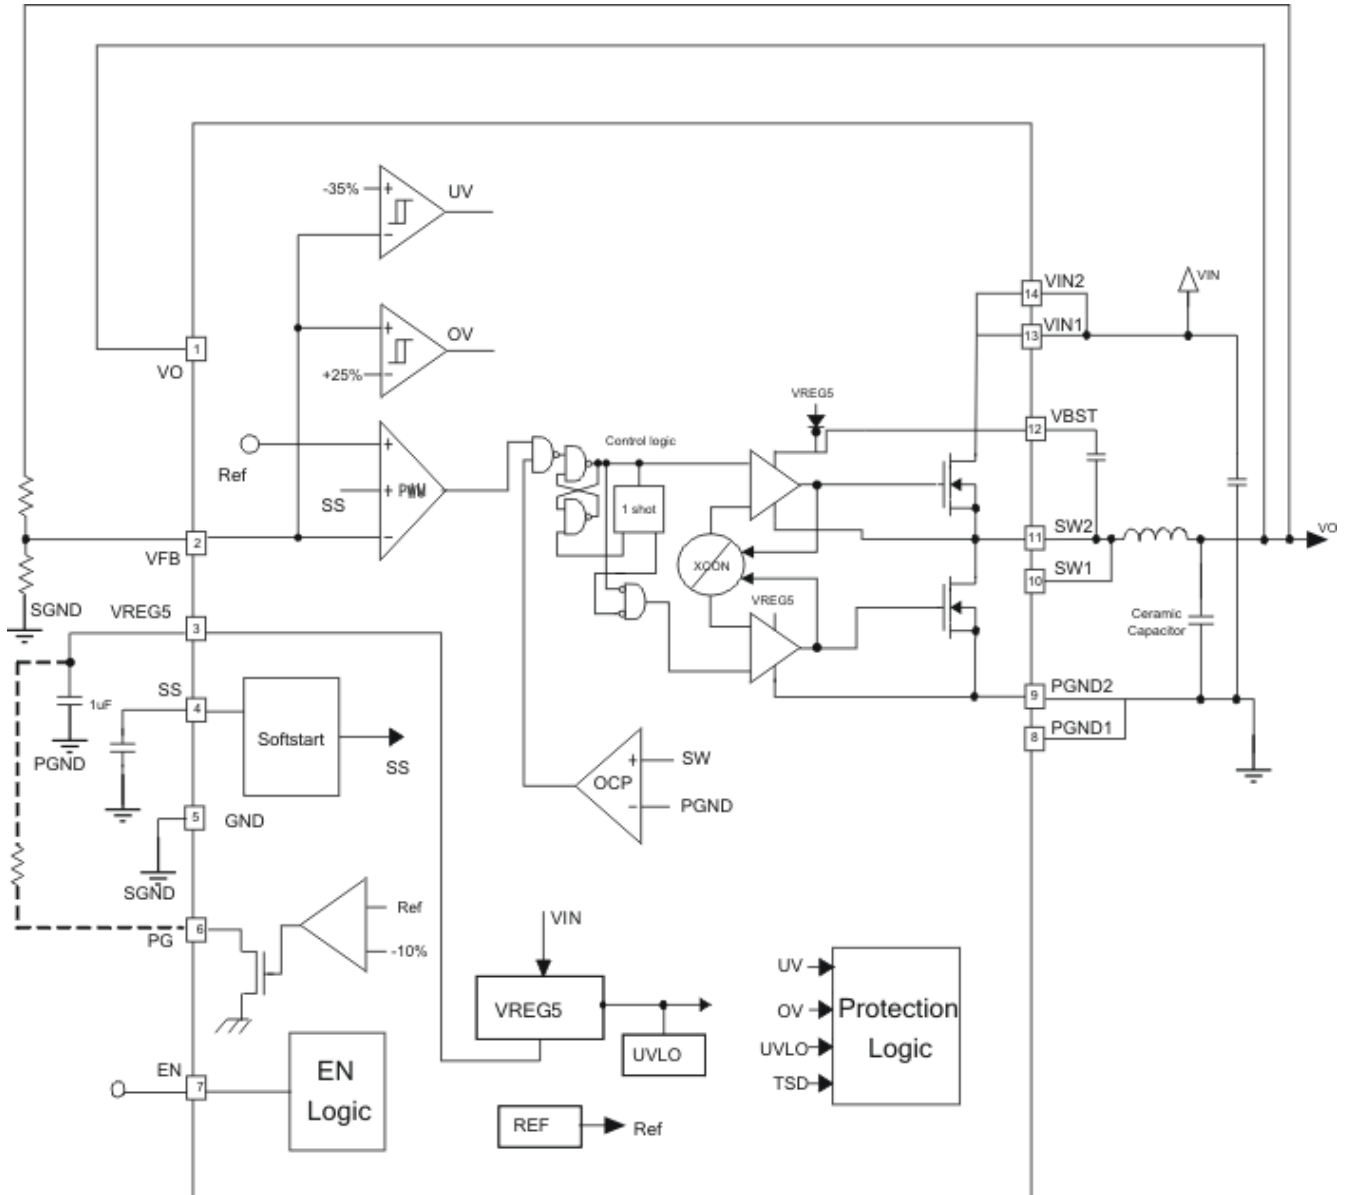 -35%
UV
14
VIN2
VIN
OV
13
VIN1
1
VO
+25%
VREG5
12
VBST
Control logic
Ref
SS
1 shot
2
VFB
11
SW2
VO
XCON
10
SW1
SGND
VREG5
3
VREG5
Ceramic
Capacitor
SS
4
1uF
9
PGND2
PGND
Softstart
SS
8
PGND1
SW
OCP
PGND
5
GND
SGND
Ref
6
PG
-10%
VIN
UV
VREG5
OV
Protection
Logic
UVLO
UVLO
TSD
EN
7
EN
Logic
REF
Ref